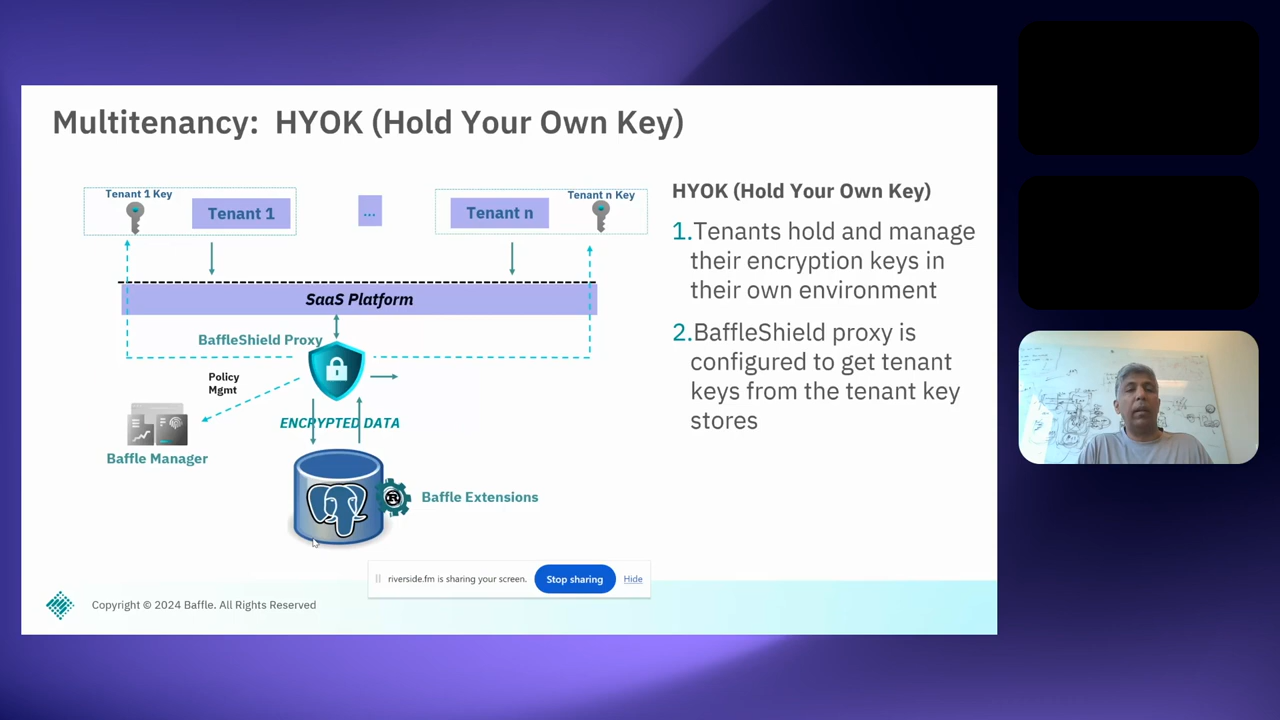 Multitenancy: HYOK (Hold Your Own Key)
Tenant 1 Key
Tenant 1
...
Tenant n
Tenant n Key
SaaS Platform
BaffleShield Proxy
Policy
Mgmt
ENCRYPTED DATA
Baffle Manager
Baffle Extensions
HYOK (Hold Your Own Key)
1.Tenants hold and manage
their encryption keys in
their own environment
2.BaffleShield proxy is
configured to get tenant
keys from the tenant key
stores
riverside.fm is sharing your screen.
Stop sharing
Hide
Copyright © 2024 Baffle. All Rights Reserved